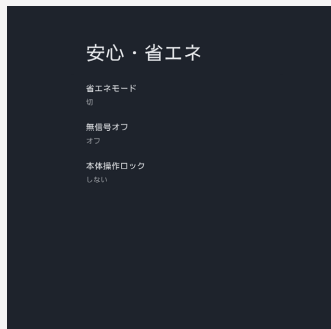 安心・省エネ
省エネモード
切
無信号オフ
オフ
本体操作ロック
しない